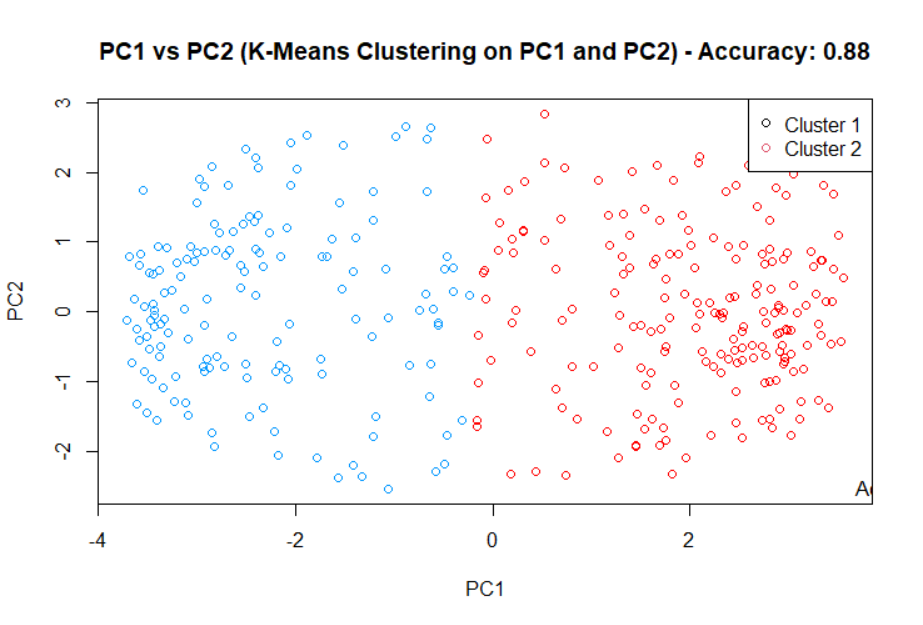 PC1 vs PC2 (K-Means Clustering on PC1 and PC2) - Accuracy: 0.88
Cluster 1
Cluster 2
PC2
3
2
1
0
-1
-2
Ac
-4
-2
0
2
PC1